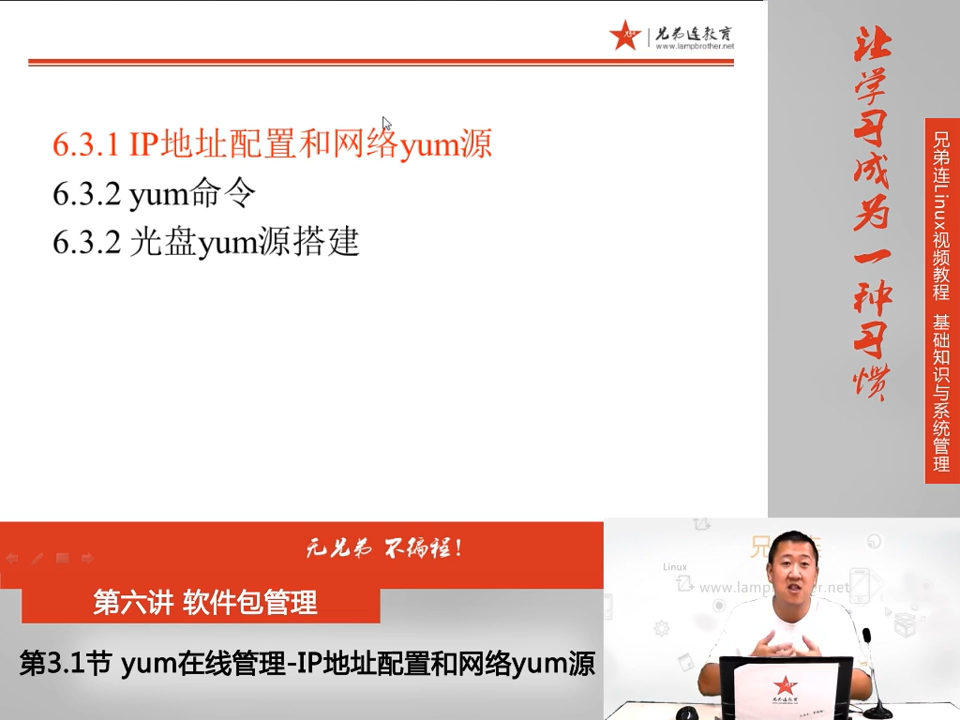 兄弟连教育
www.lampbrother.net
6.3.1 IP地址配置和网络yum源
6.3.2 yum命令
6.3.2 光盘yum源搭建
让学习成为一种习惯
兄弟连Linux视频教程 基础知识与系统管理
无兄弟 不编程!
第六讲 软件包管理
第3.1节 yum在线管理-IP地址配置和网络yum源
Linux
兄弟连教育
www.lampbrother.net